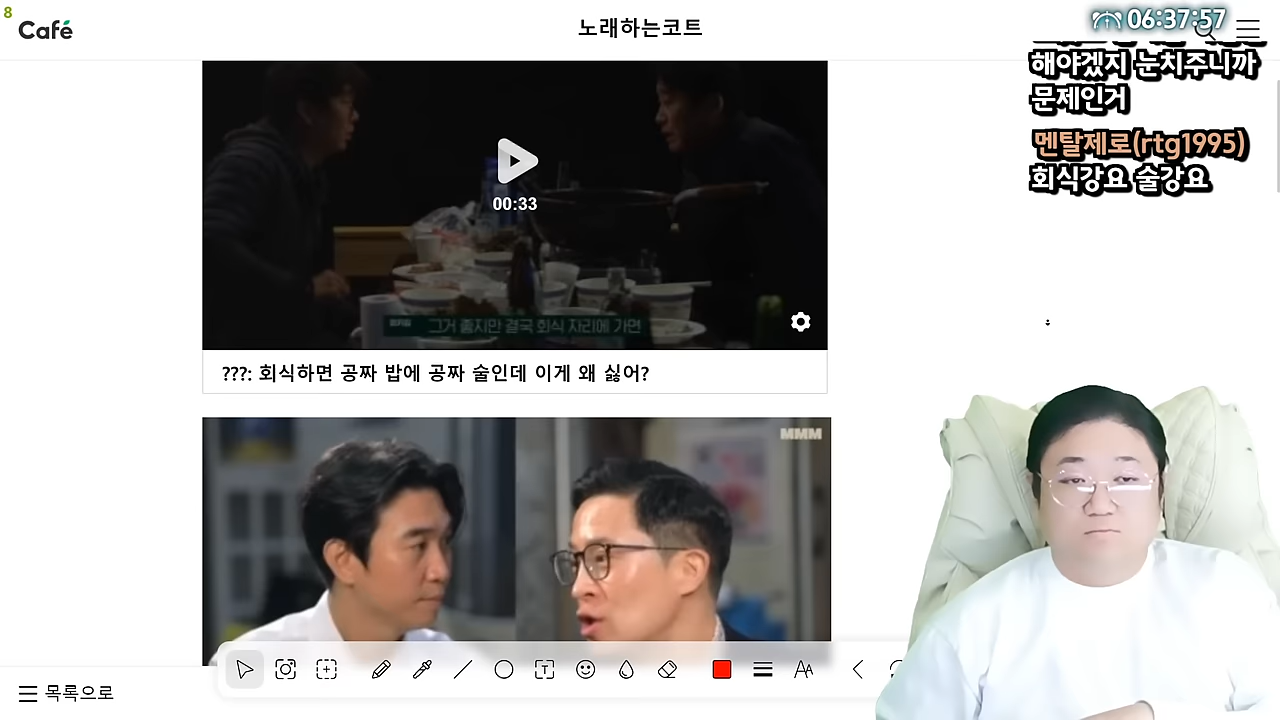 8
Café
노래하는코트
06:37:57
해야겠지 눈치주니까
문제인거
멘탈제로(rtg1995)
회식강요 술강요
00:33
그거 좋지만 결국 회식 자리에 가면
???: 회식하면 공짜 밥에 공짜 술인데 이게 왜 싫어?
MMM
목록으로